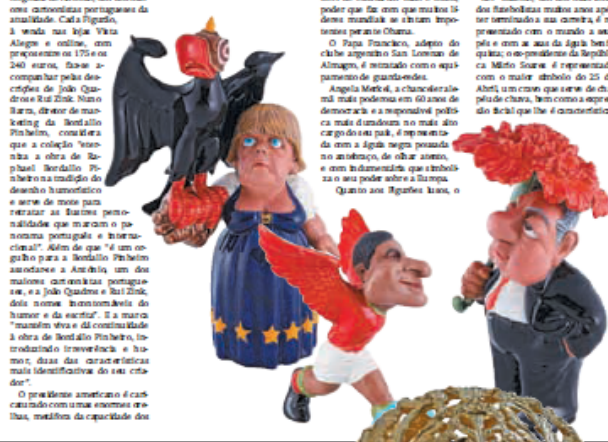 ores cartoonistas portugueses da
atualidade. Cada Figurão,
à venda nas lojas Vista
Alegre e online, com
preços entre os 175 e os
240 euros, faz-se a-
companhar pelas des-
crições de João Qua-
dros e Rui Zink. Nuno
Barra, diretor de mar-
keting da Bordallo
Pinheiro, considera
que a coleção "eter-
niza a obra de Ra-
phael Bordallo Pi-
nheiro na tradição do
desenho humorístico
e serve de mote para
retratar as ilustres perso-
nalidades que marcam o pa-
norama português e interna-
cional". Além de que "é um or-
gulho para a Bordallo Pinheiro
associar-se a António, um dos
maiores cartoonistas portugue-
ses, e a João Quadros e Rui Zink,
dois nomes incontornáveis do
humor e da escrita". E a marca
"mantém viva e dá continuidade
à obra de Bordallo Pinheiro, in-
troduzindo irreverência e hu-
mor, duas das características
mais identificativas do seu cria-
dor".
O presidente americano é cari-
caturado com umas enormes ore-
lhas, metáfora da capacidade dos
poder que faz com que muitos lí-
deres mundiais se sintam impo-
tentes perante Obama.
O Papa Francisco, adepto do
clube argentino San Lorenzo de
Almagro, é retratado com o equi-
pamento de guarda-redes.
Angela Merkel, a chanceler ale-
mã mais poderosa em 60 anos de
democracia e a responsável políti-
ca mais duradoura no mais alto
cargo do seu país, é representa-
da com a águia negra pousada
no antebraço, de olhar atento,
e com indumentária que simboli-
za o seu poder sobre a Europa.
Quanto aos Figurões lusos, o
dos futebolistas muitos anos apó
ter terminado a sua carreira, é r
presentado com o mundo a seu
pés e com as asas da águia ben
quista; o ex-presidente da Repúbl
ca Mário Soares é representad
com o maior símbolo do 25 d
Abril, um cravo que serve de ch
péu de chuva, bem como a expre
são facial que lhe é característic